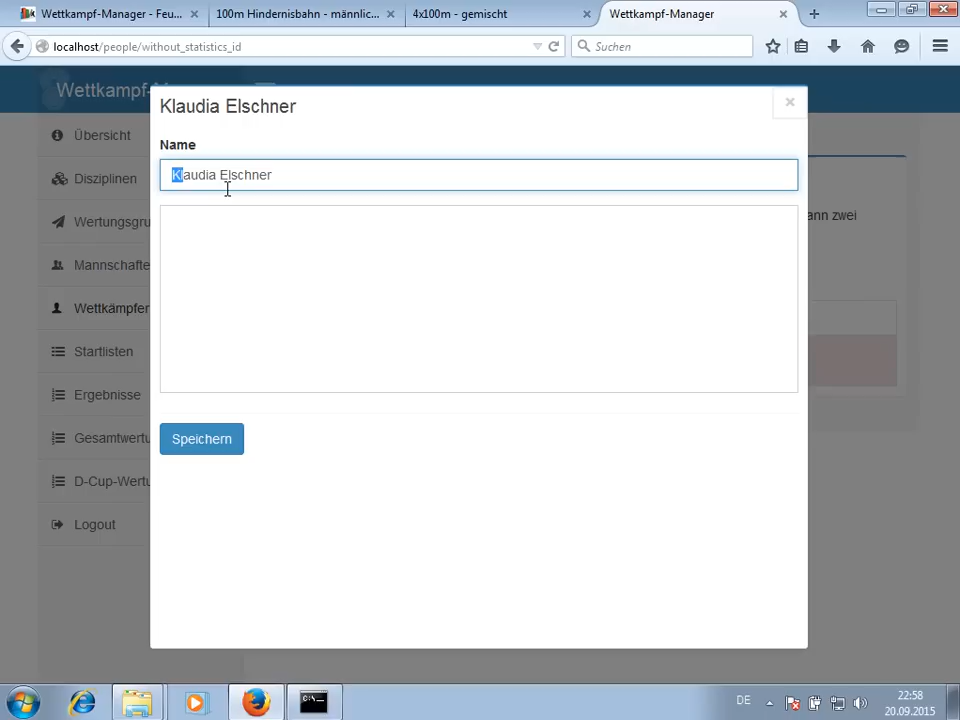 Wettkampf-Manager - Feu...
100m Hindernisbahn - männlic...
4x100m - gemischt
Wettkampf-Manager
localhost/people/without_statistics_id
Suchen
Wettkampf-M
Klaudia Elschner
Übersicht
Name
Disziplinen
Klaudia Elschner
Wertungsgru
ann zwei
Mannschafte
Wettkämpfer
Startlisten
Ergebnisse
Gesamtwertu
Speichern
D-Cup-Wertu
Logout
DE
22:58
20.09.2015